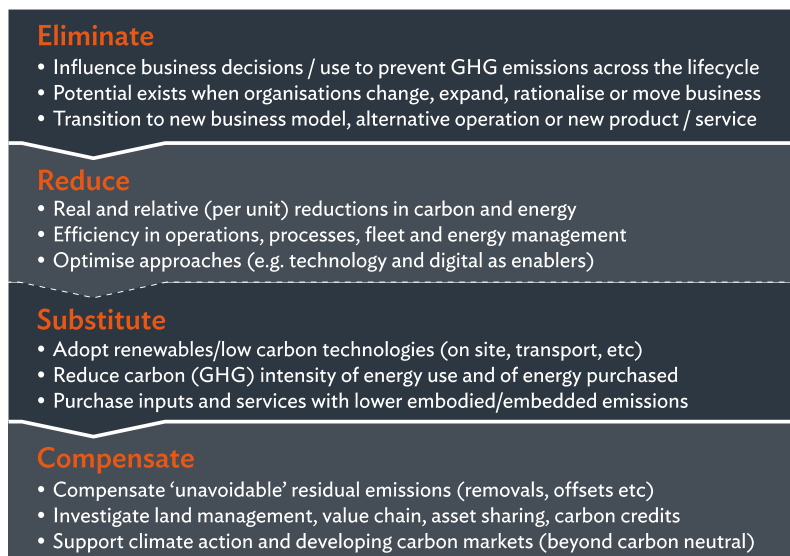 Eliminate
• Influence business decisions / use to prevent GHG emissions across the lifecycle
• Potential exists when organisations change, expand, rationalise or move business
• Transition to new business model, alternative operation or new product / service
Reduce
• Real and relative (per unit) reductions in carbon and energy
• Efficiency in operations, processes, fleet and energy management
• Optimise approaches (e.g. technology and digital as enablers)
Substitute
• Adopt renewables/low carbon technologies (on site, transport, etc)
• Reduce carbon (GHG) intensity of energy use and of energy purchased
• Purchase inputs and services with lower embodied/embedded emissions
Compensate
• Compensate ‘unavoidable’ residual emissions (removals, offsets etc)
• Investigate land management, value chain, asset sharing, carbon credits
• Support climate action and developing carbon markets (beyond carbon neutral)